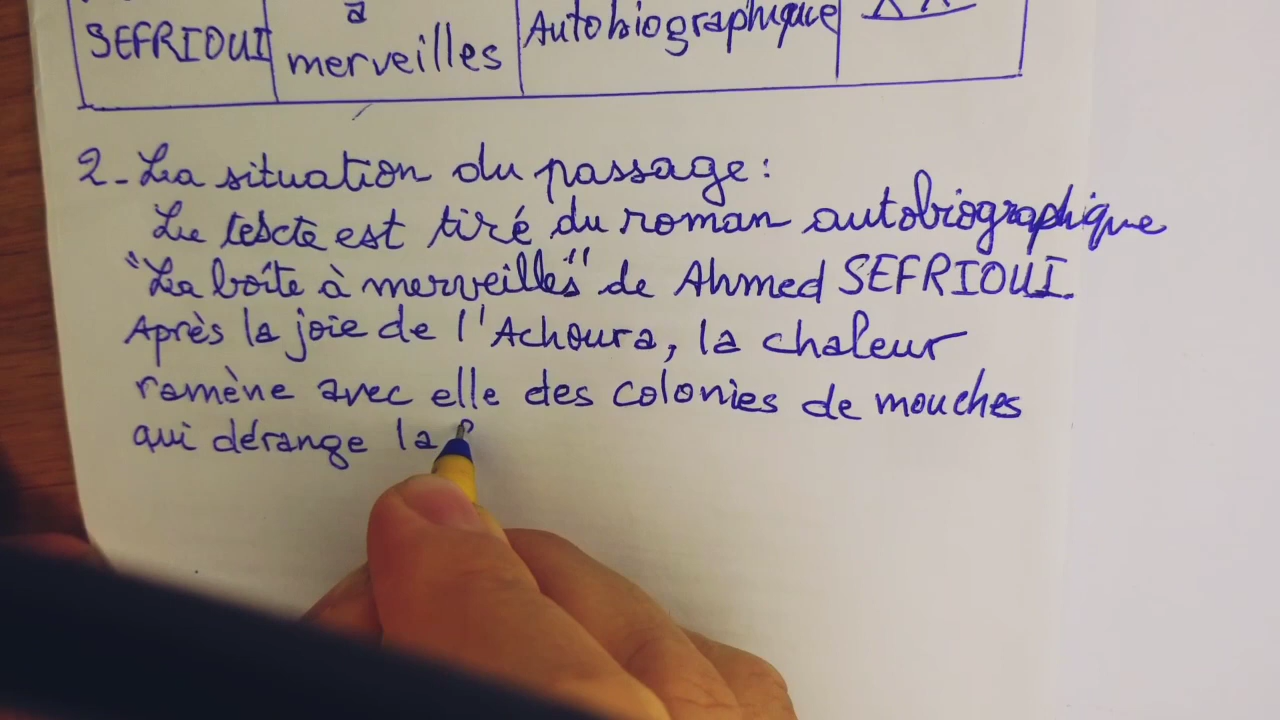 à
SEFRIOUI merveilles Autobiographique
2 - La situation du passage :
Le texte est tiré du roman autobiographique
"La boîte à merveilles" de Ahmed SEFRIOUI.
Après la joie de l'Achoura, la chaleur
ramène avec elle des colonies de mouches
qui dérange la